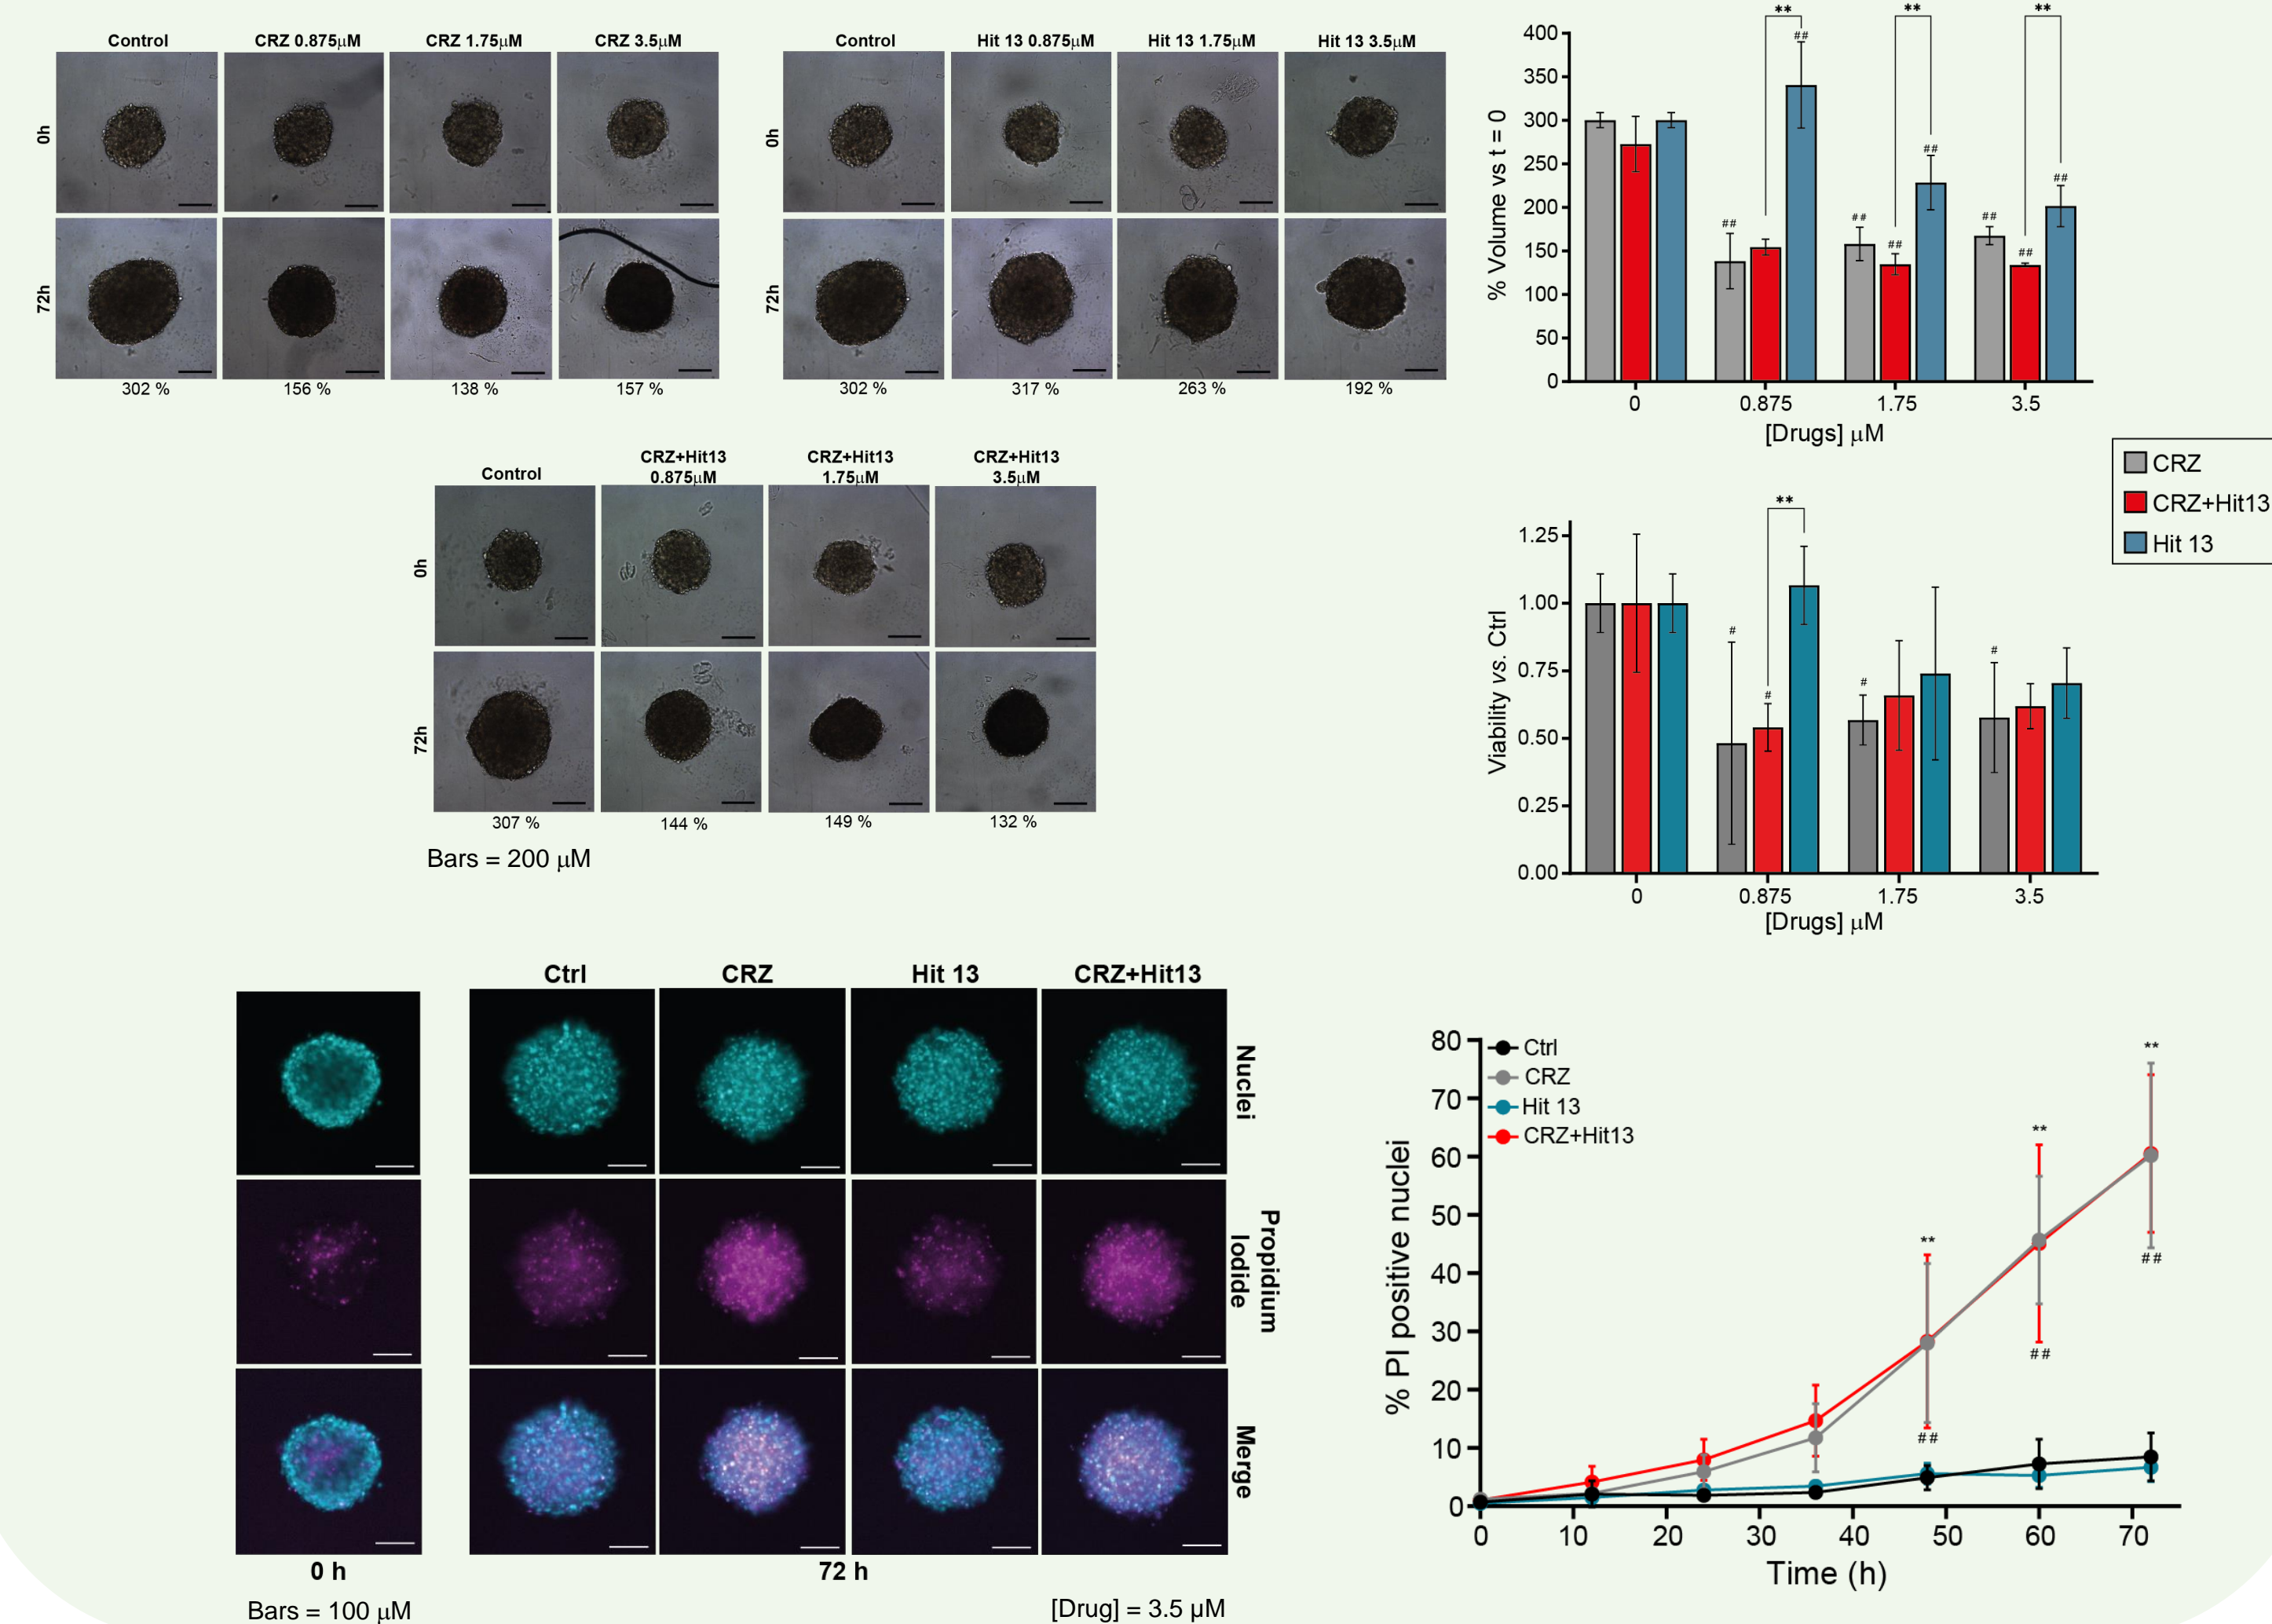 Control CRZ 0.875μM CRZ 1.75μM CRZ 3.5μM
0h
72h
302 % 156 % 138 % 157 %
Control Hit 13 0.875μM Hit 13 1.75μM Hit 13 3.5μM
0h
72h
302 % 317 % 263 % 192 %
Control CRZ+Hit13 0.875μM CRZ+Hit13 1.75μM CRZ+Hit13 3.5μM
0h
72h
307 % 144 % 149 % 132 %
Bars = 200 μM
% Volume vs t = 0
400
350
300
250
200
150
100
50
0
** ** **
## ## ## ## ## ## ## ##
0 0.875 1.75 3.5
[Drugs] μM
CRZ
CRZ+Hit13
Hit 13
Viability vs. Ctrl
1.25
1.00
0.75
0.50
0.25
0.00
**
# # # #
0 0.875 1.75 3.5
[Drugs] μM
Ctrl CRZ Hit 13 CRZ+Hit13
Nuclei
Propidium
Iodide
Merge
0 h 72 h
Bars = 100 μM
[Drug] = 3.5 μM
% PI positive nuclei
80
70
60
50
40
30
20
10
0
Ctrl
CRZ
Hit 13
CRZ+Hit13
** ** **
## ## ##
0 10 20 30 40 50 60 70
Time (h)